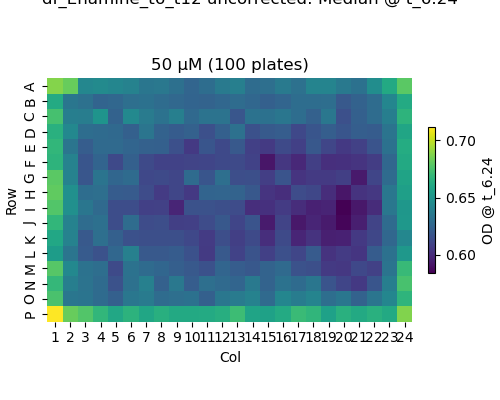 df_Enamine_to_t12 uncorrected: Median @ t_6.24
50 µM (100 plates)
Row
A
B
C
D
E
F
G
H
I
J
K
L
M
N
O
P
1 2 3 4 5 6 7 8 9 10 11 12 13 14 15 16 17 18 19 20 21 22 23 24
Col
0.70
0.65
0.60
OD @ t_6.24